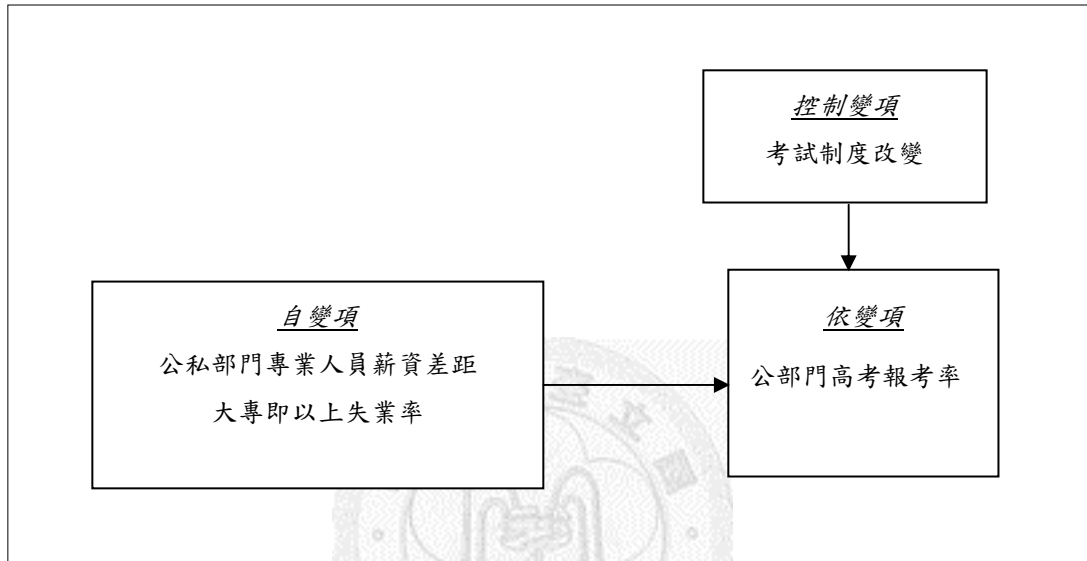 控制變項
考試制度改變
自變項
公私部門專業人員薪資差距
大專即以上失業率
依變項
公部門高考報考率